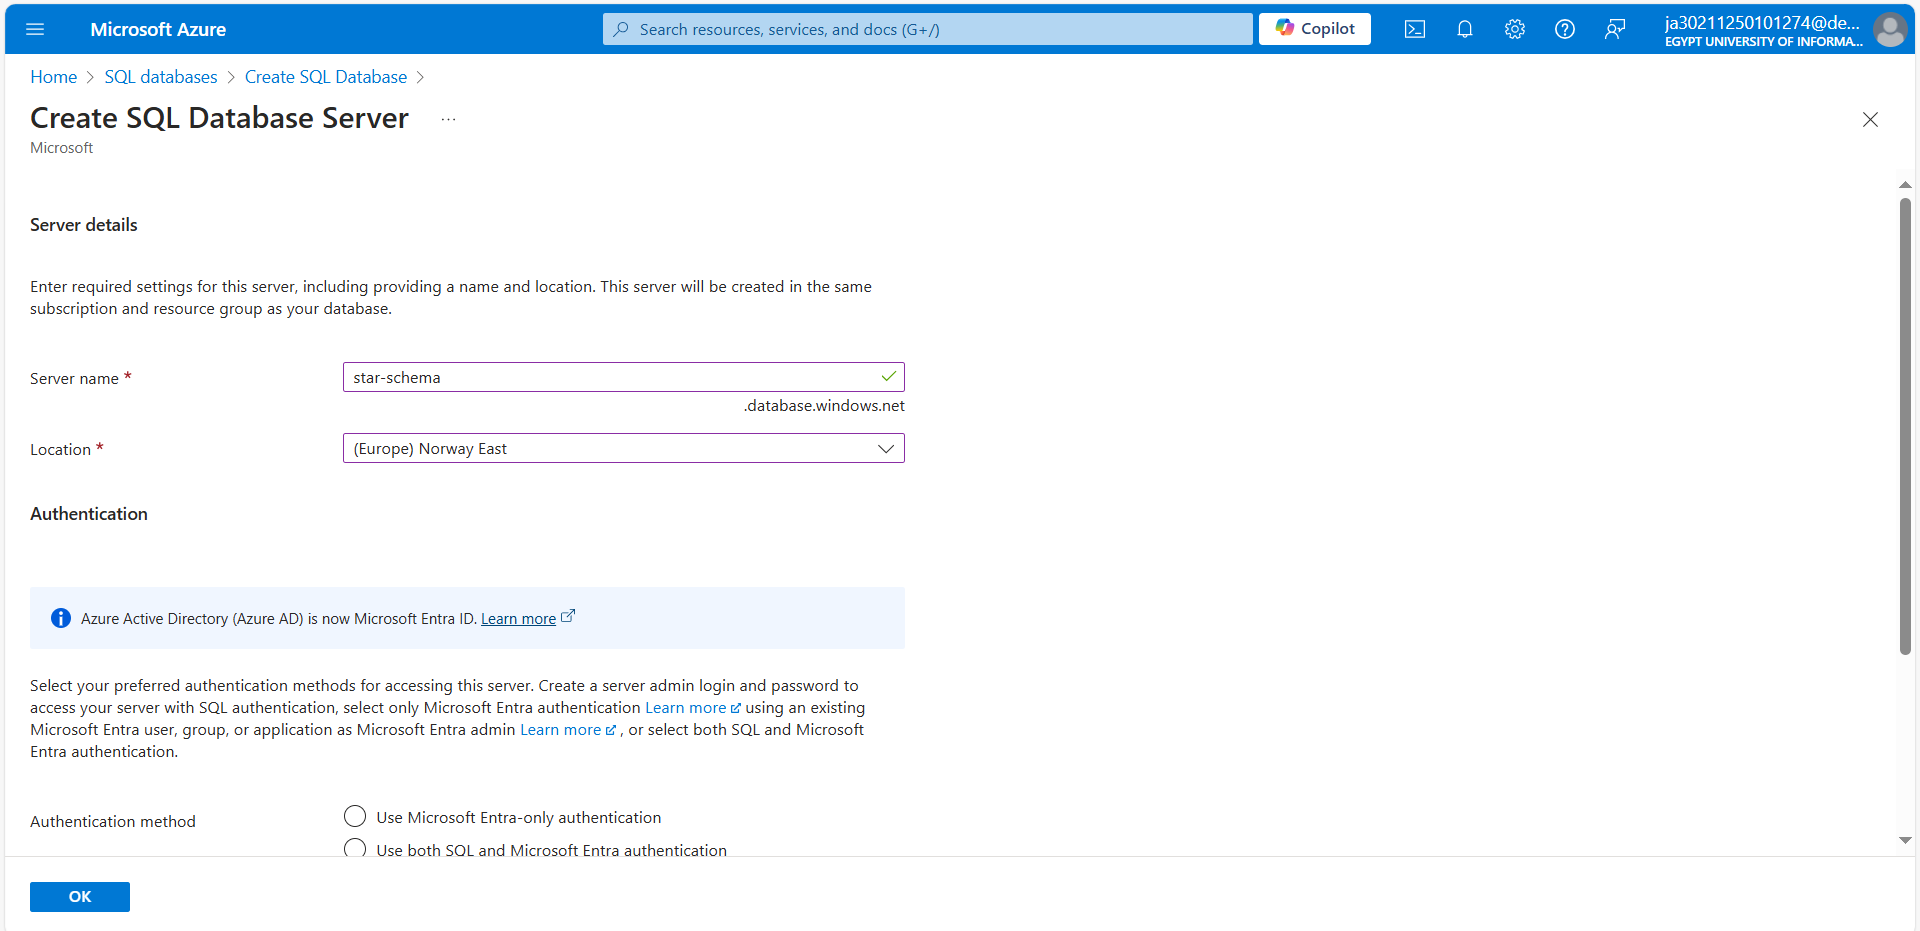 Microsoft Azure
Search resources, services, and docs (G+/)
Copilot
ja30211250101274@de...
EGYPT UNIVERSITY OF INFORMA...
Home > SQL databases > Create SQL Database >
Create SQL Database Server ...
Microsoft
Server details
Enter required settings for this server, including providing a name and location. This server will be created in the same
subscription and resource group as your database.
Server name *
star-schema
.database.windows.net
Location *
(Europe) Norway East
Authentication
Azure Active Directory (Azure AD) is now Microsoft Entra ID. Learn more
Select your preferred authentication methods for accessing this server. Create a server admin login and password to
access your server with SQL authentication, select only Microsoft Entra authentication Learn more using an existing
Microsoft Entra user, group, or application as Microsoft Entra admin Learn more , or select both SQL and Microsoft
Entra authentication.
Authentication method
Use Microsoft Entra-only authentication
Use both SQL and Microsoft Entra authentication
OK